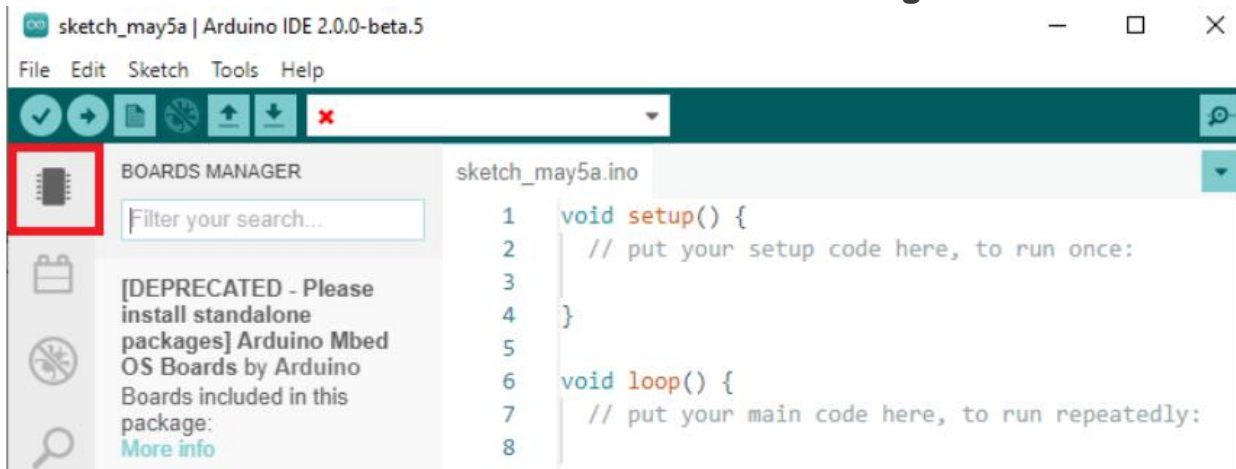 sketch_may5a | Arduino IDE 2.0.0-beta.5
File Edit Sketch Tools Help
BOARDS MANAGER
Filter your search...
[DEPRECATED - Please
install standalone
packages] Arduino Mbed
OS Boards by Arduino
Boards included in this
package:
More info
sketch_may5a.ino
1 void setup() {
2 // put your setup code here, to run once:
3
4 }
5
6 void loop() {
7 // put your main code here, to run repeatedly:
8